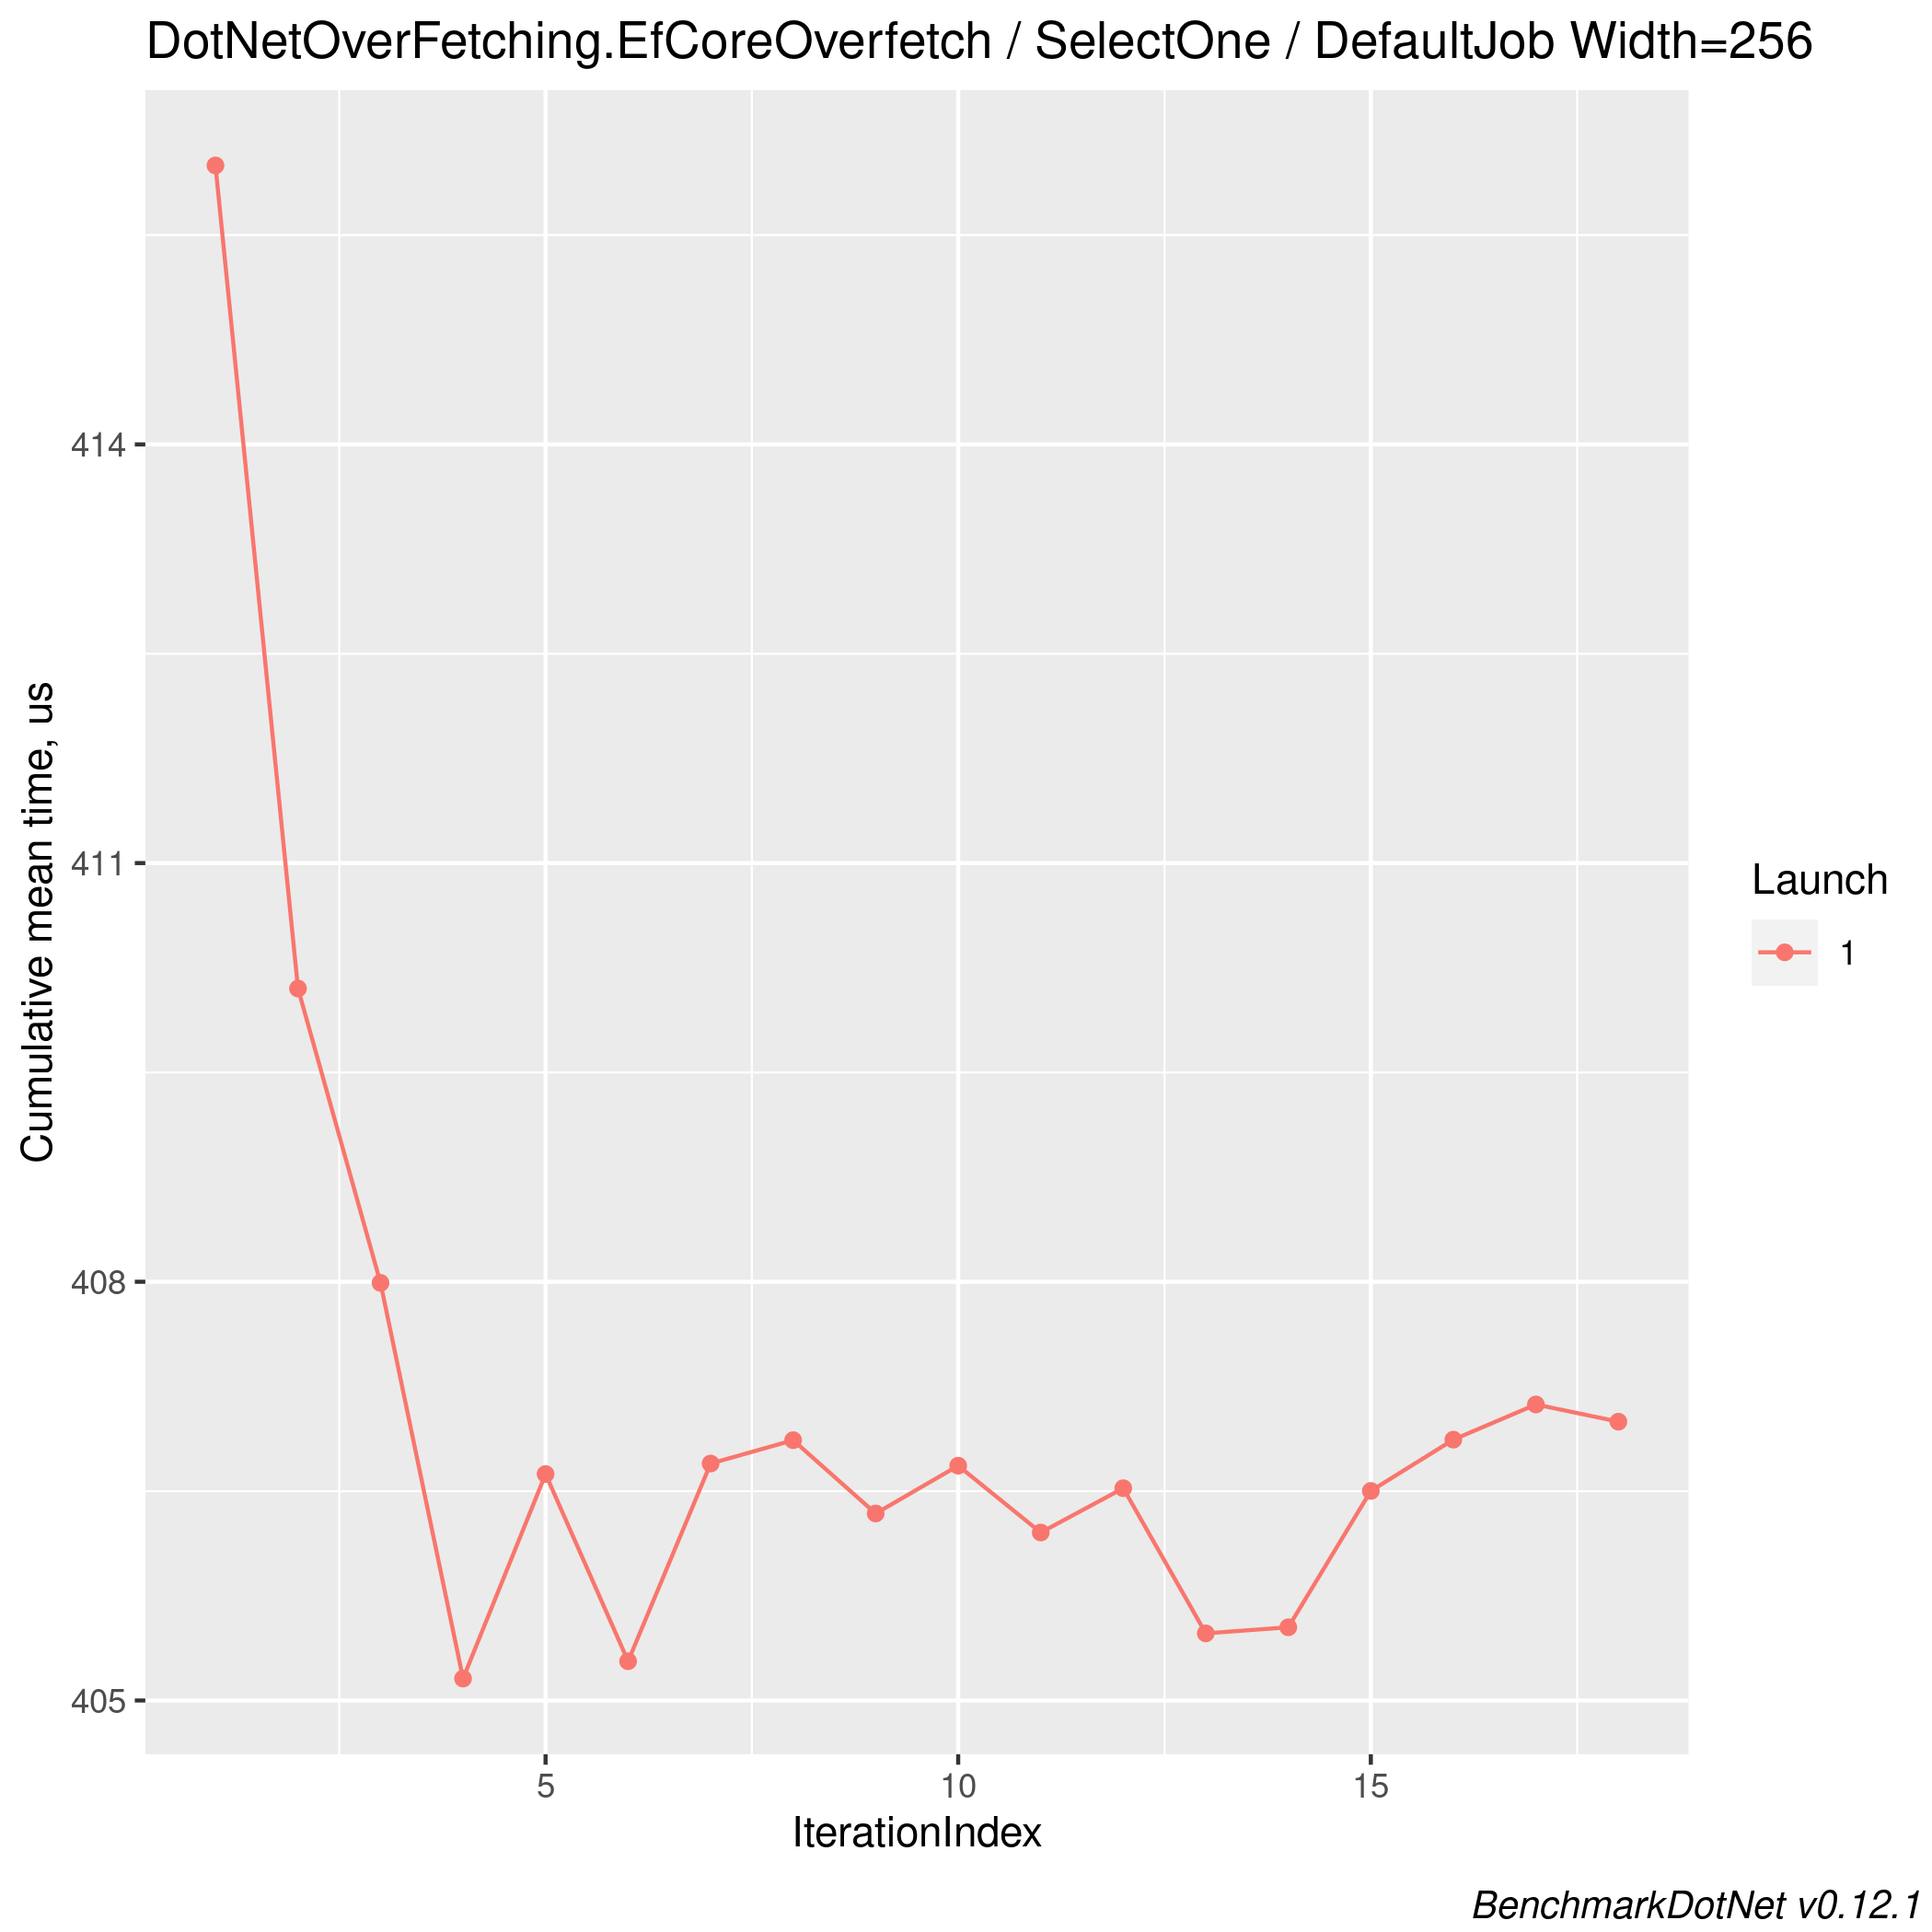 DotNetOverFetching.EfCoreOverfetch / SelectOne / DefaultJob Width=256
Cumulative mean time, us
414
411
408
405
5
10
15
IterationIndex
Launch
1
BenchmarkDotNet v0.12.1